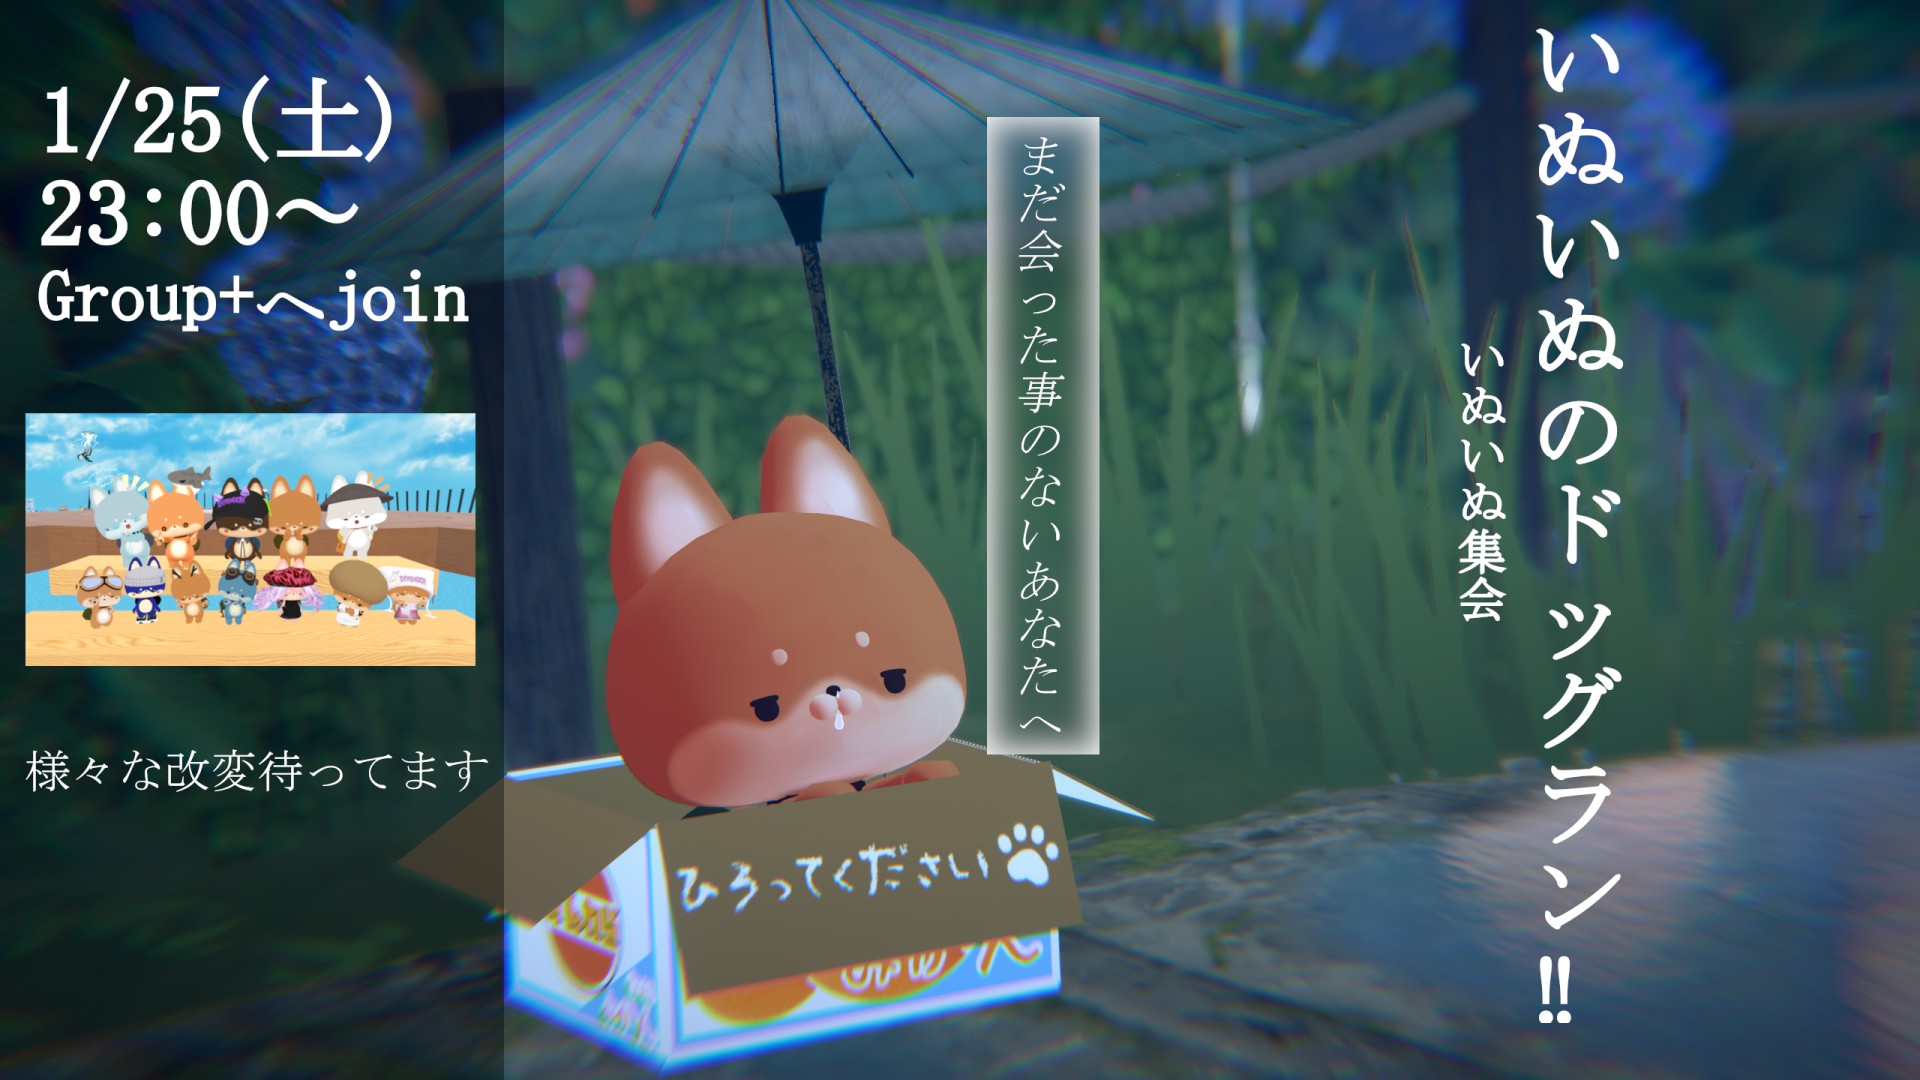 いぬいぬのドッグラン!!
いぬいぬ集会
まだ会った事のないあなたへ
1/25(土)
23:00〜
Group+へjoin
様々な改変待ってます
ひろってください